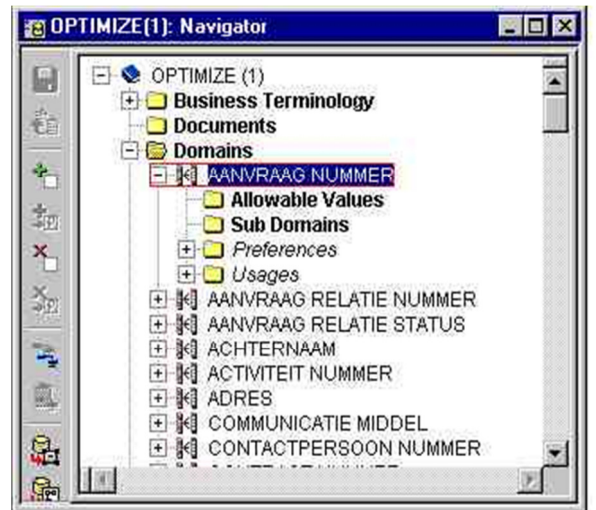 OPTIMIZE(1): Navigator
OPTIMIZE (1)
Business Terminology
Documents
Domains
AANVRAAG NUMMER
Allowable Values
Sub Domains
Preferences
Usages
AANVRAAG RELATIE NUMMER
AANVRAAG RELATIE STATUS
ACHTERNAAM
ACTIVITEIT NUMMER
ADRES
COMMUNICATIE MIDDEL
CONTACTPERSOON NUMMER